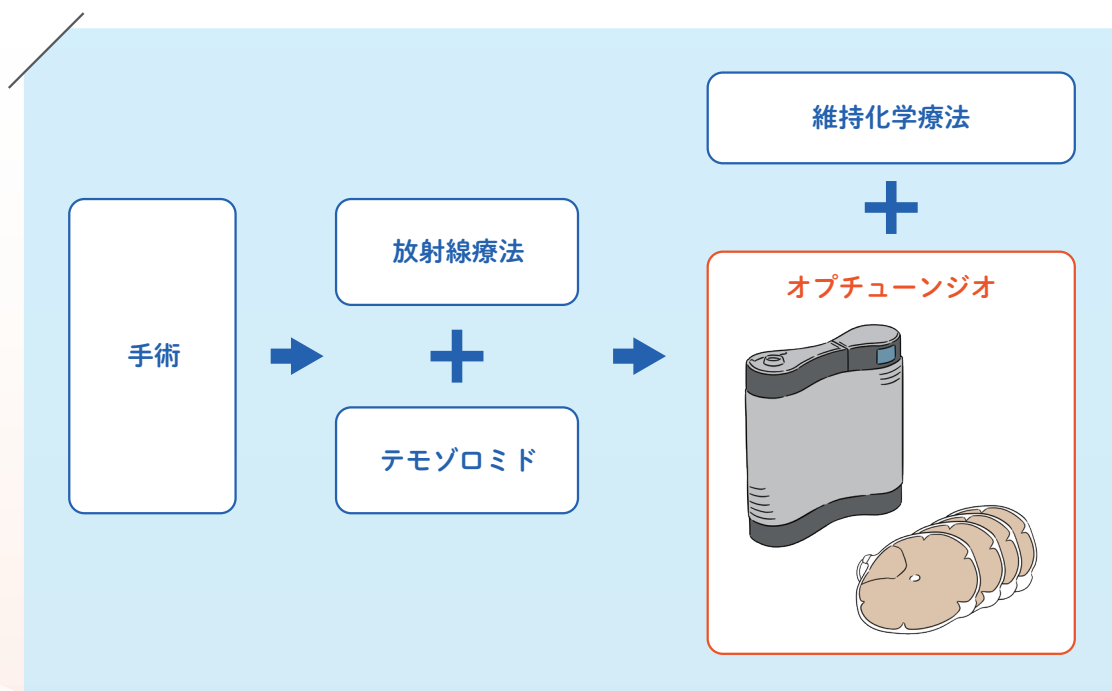 手術
放射線療法
テモゾロミド
維持化学療法
オプチューンジオ